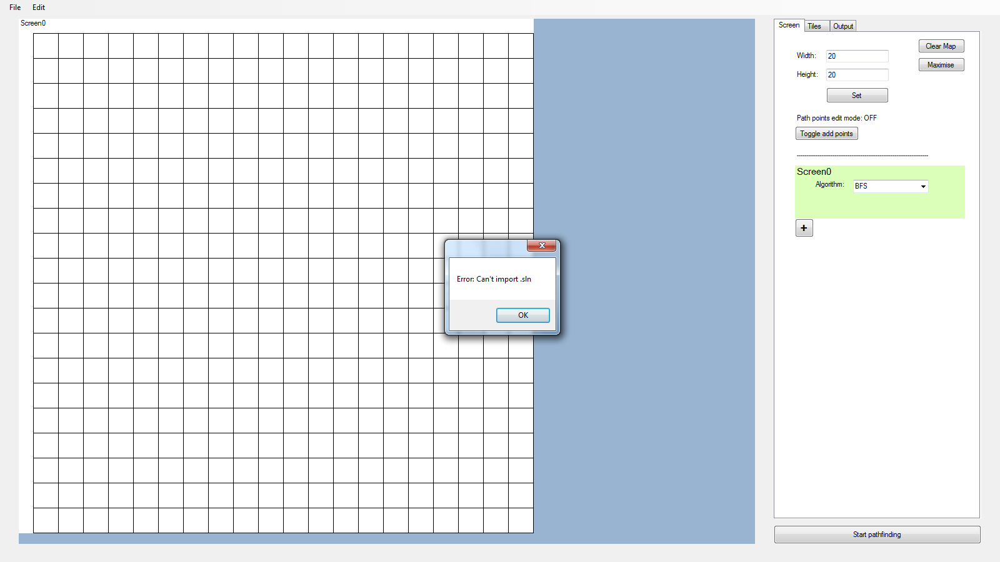 File Edit
Screen0
Screen Tiles Output
Clear Map
Width: 20
Maximise
Height: 20
Set
Path points edit mode: OFF
Toggle add points
----------------------------------------------------------------------
Screen0
Algorithm: BFS
+
Error: Can't import .sln
OK
Start pathfinding